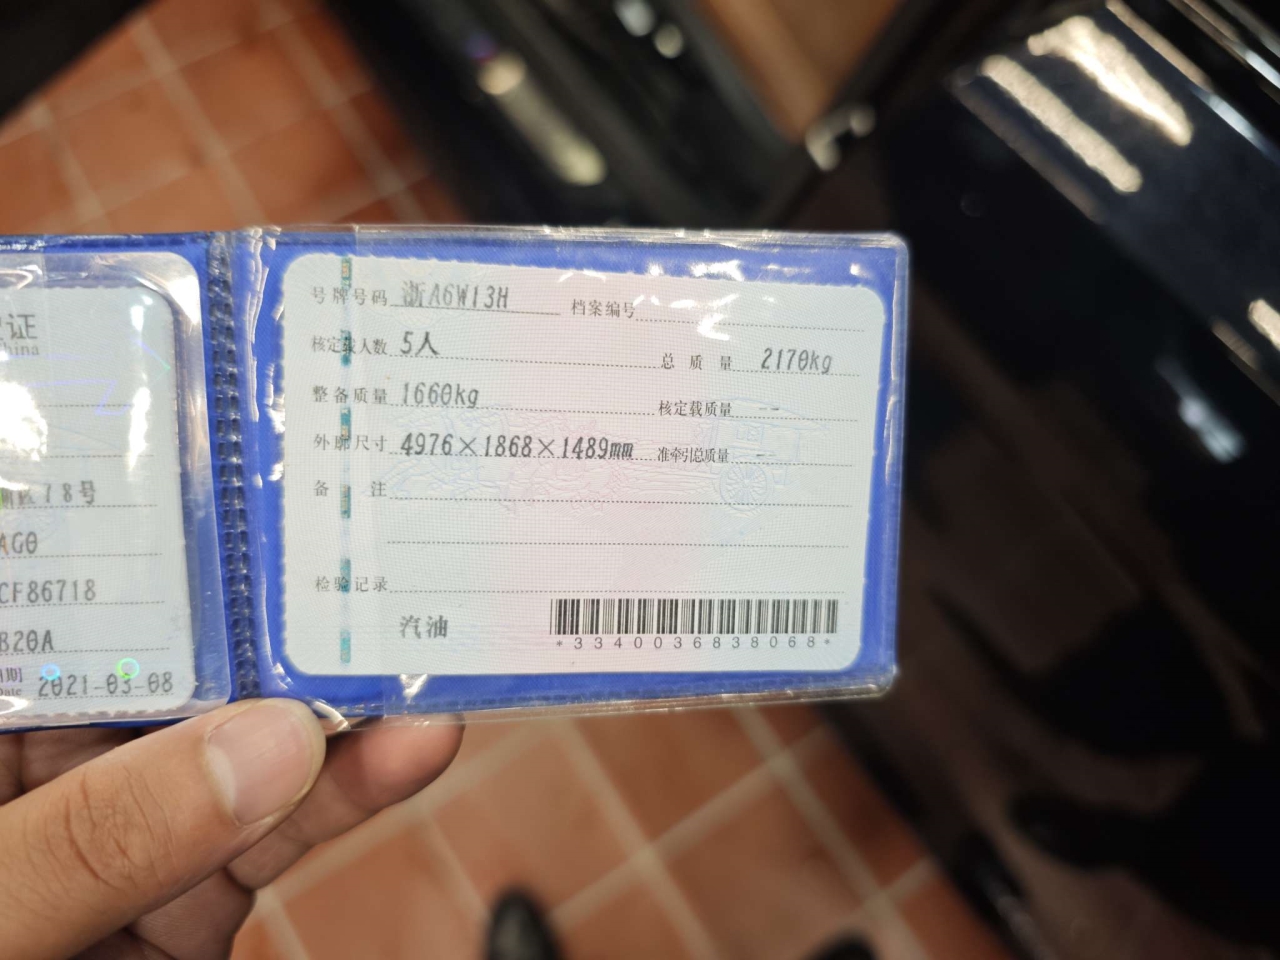 证
China
78号
AG0
CF86718
B20A
Date 2021-03-08
号牌号码 浙A6W13H 档案编号
核定载人数 5人 总质量 2170kg
整备质量 1660kg 核定载质量 --
外廓尺寸 4976×1868×1489mm 准牵引总质量 --
备注
检验记录
汽油
*3340036838068*